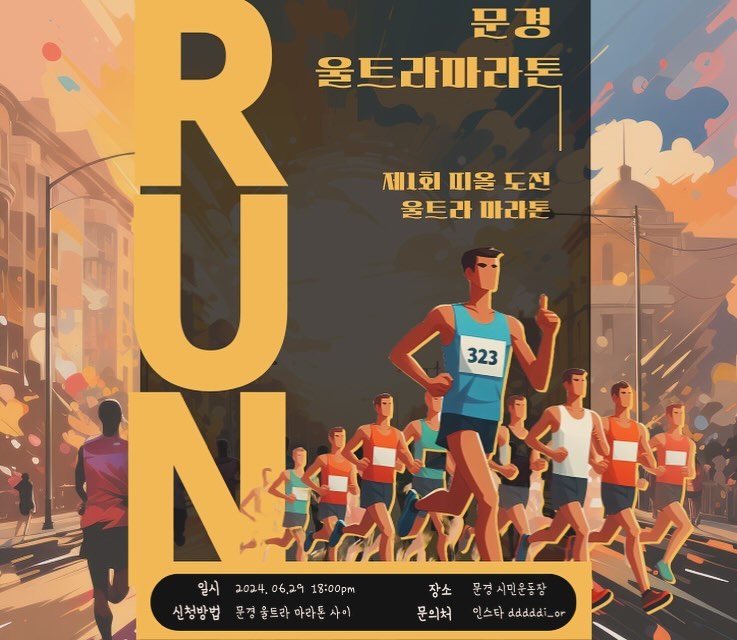 RUN
문경
울트라마라톤
제1회 띠을 도전
울트라 마라톤
323
일시 2024. 06.29 18:00pm
장소 문경 시민운동장
신청방법 문경 울트라 마라톤 사이
문의처 인스타 dddddi_or